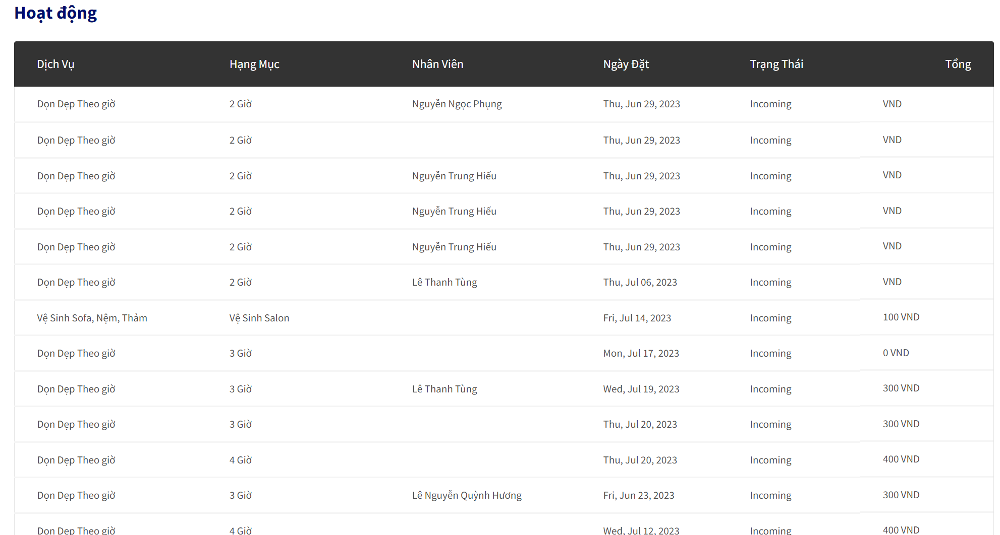 Hoạt động
Dịch Vụ Hạng Mục Nhân Viên Ngày Đặt Trạng Thái Tổng
Dọn Dẹp Theo giờ 2 Giờ Nguyễn Ngọc Phụng Thu, Jun 29, 2023 Incoming VND
Dọn Dẹp Theo giờ 2 Giờ Thu, Jun 29, 2023 Incoming VND
Dọn Dẹp Theo giờ 2 Giờ Nguyễn Trung Hiếu Thu, Jun 29, 2023 Incoming VND
Dọn Dẹp Theo giờ 2 Giờ Nguyễn Trung Hiếu Thu, Jun 29, 2023 Incoming VND
Dọn Dẹp Theo giờ 2 Giờ Nguyễn Trung Hiếu Thu, Jun 29, 2023 Incoming VND
Dọn Dẹp Theo giờ 2 Giờ Lê Thanh Tùng Thu, Jul 06, 2023 Incoming VND
Vệ Sinh Sofa, Nệm, Thảm Vệ Sinh Salon Fri, Jul 14, 2023 Incoming 100 VND
Dọn Dẹp Theo giờ 3 Giờ Mon, Jul 17, 2023 Incoming 0 VND
Dọn Dẹp Theo giờ 3 Giờ Lê Thanh Tùng Wed, Jul 19, 2023 Incoming 300 VND
Dọn Dẹp Theo giờ 3 Giờ Thu, Jul 20, 2023 Incoming 300 VND
Dọn Dẹp Theo giờ 4 Giờ Thu, Jul 20, 2023 Incoming 400 VND
Dọn Dẹp Theo giờ 3 Giờ Lê Nguyễn Quỳnh Hương Fri, Jun 23, 2023 Incoming 300 VND
Dọn Dẹp Theo giờ 4 Giờ Wed, Jul 12, 2023 Incoming 400 VND